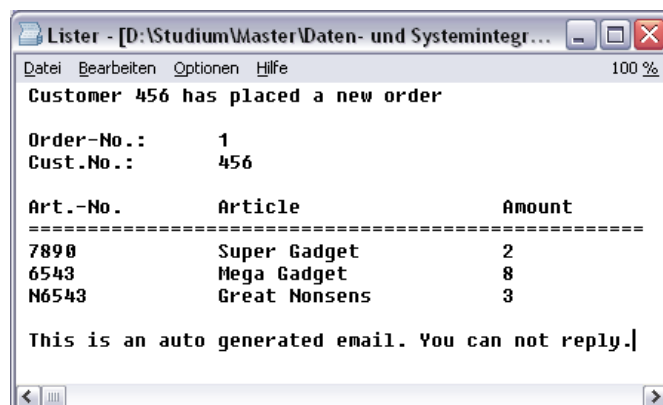 Lister - [D:\Studium\Master\Daten- und Systemintegr...
Datei Bearbeiten Optionen Hilfe 100 %
Customer 456 has placed a new order
Order-No.: 1
Cust.No.: 456
Art.-No. Article Amount
====================================================
7890 Super Gadget 2
6543 Mega Gadget 8
N6543 Great Nonsens 3
This is an auto generated email. You can not reply.